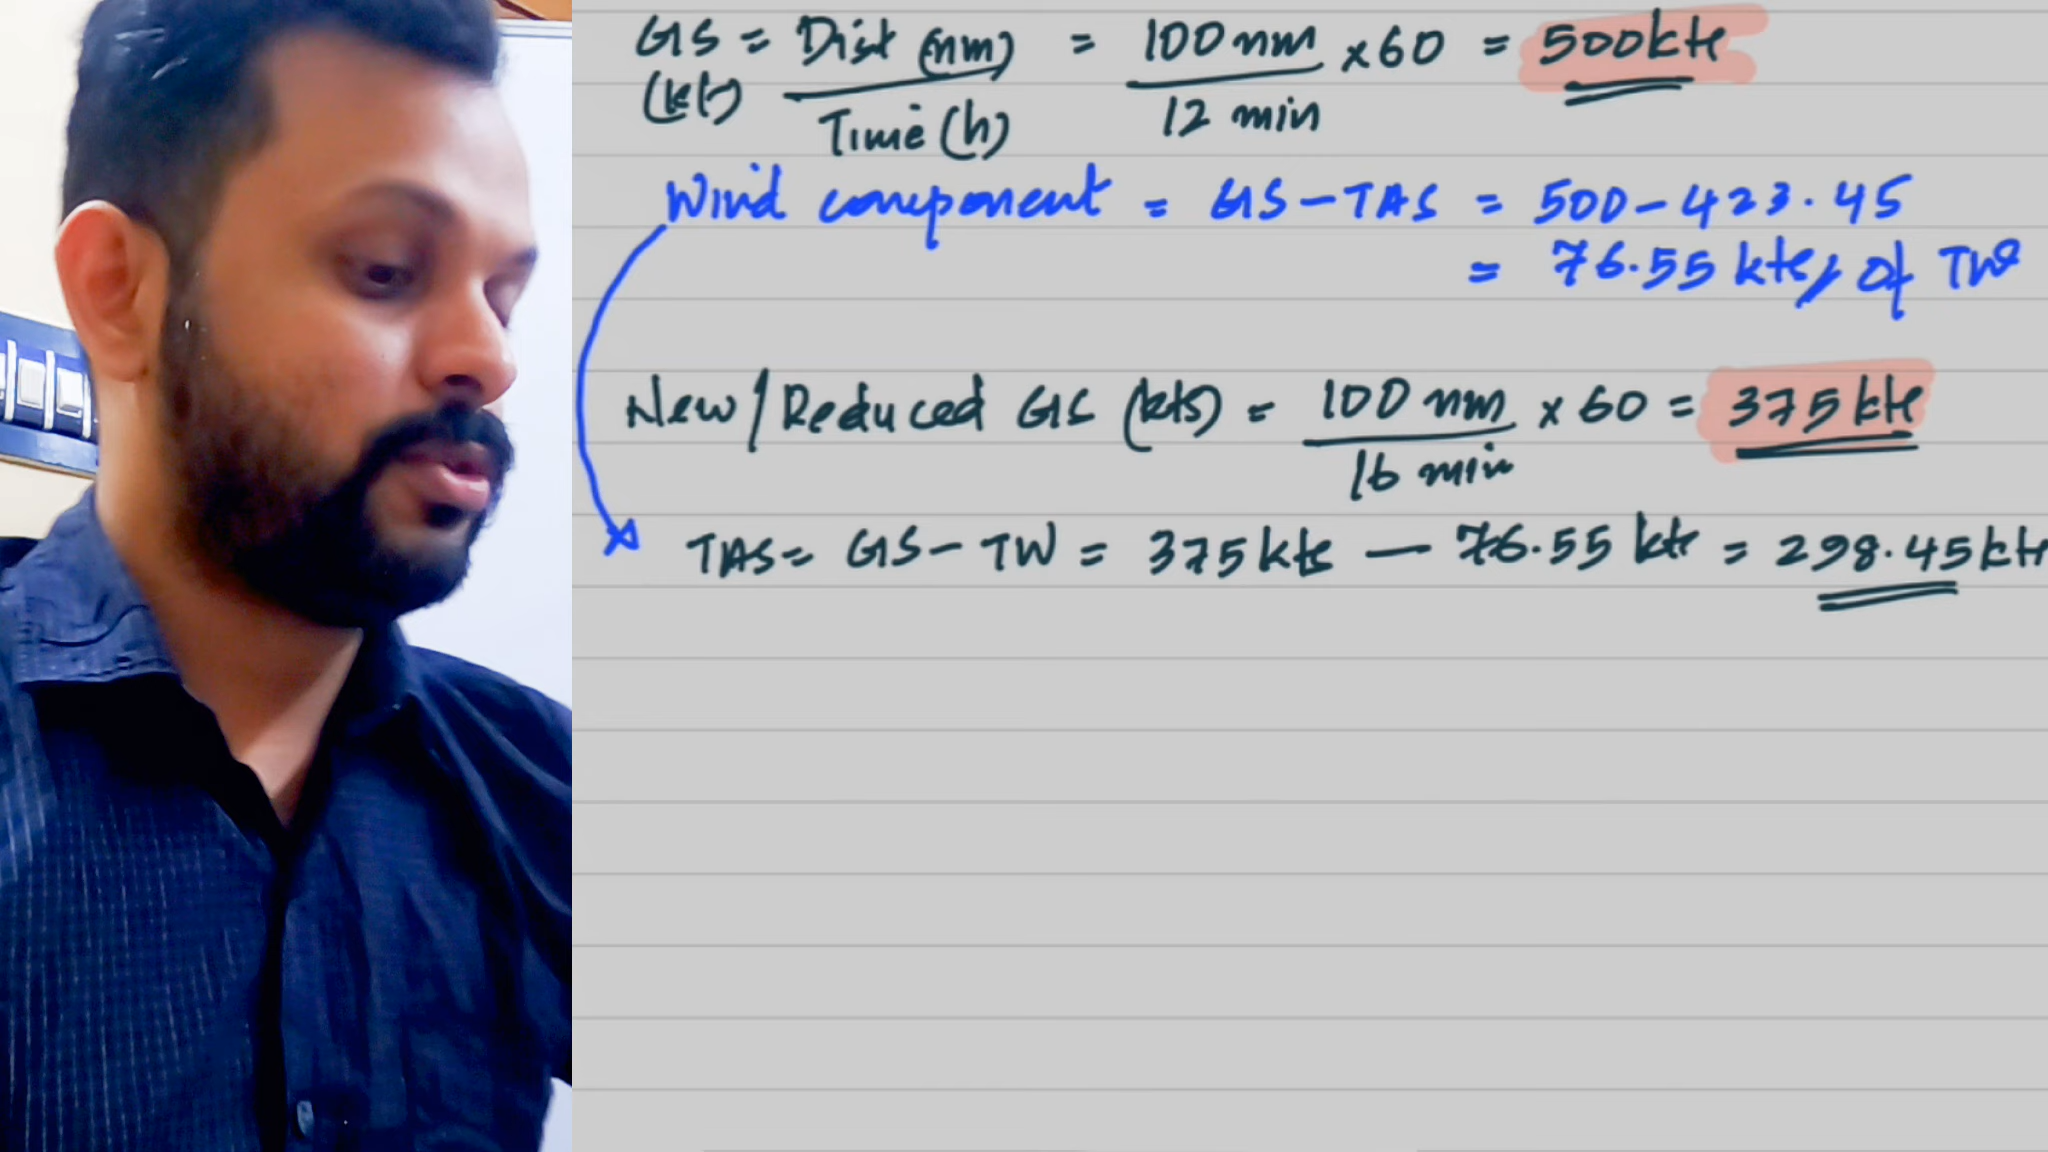 GS = Dist (nm) = 100 nm x 60 = 500 kts
(kt) Time (h) 12 min
Wind component = GS - TAS = 500 - 423.45
= 76.55 kts, of TW
New / Reduced GS (kts) = 100 nm x 60 = 375 kts
16 min
TAS = GS - TW = 375 kts - 76.55 kts = 298.45 kts